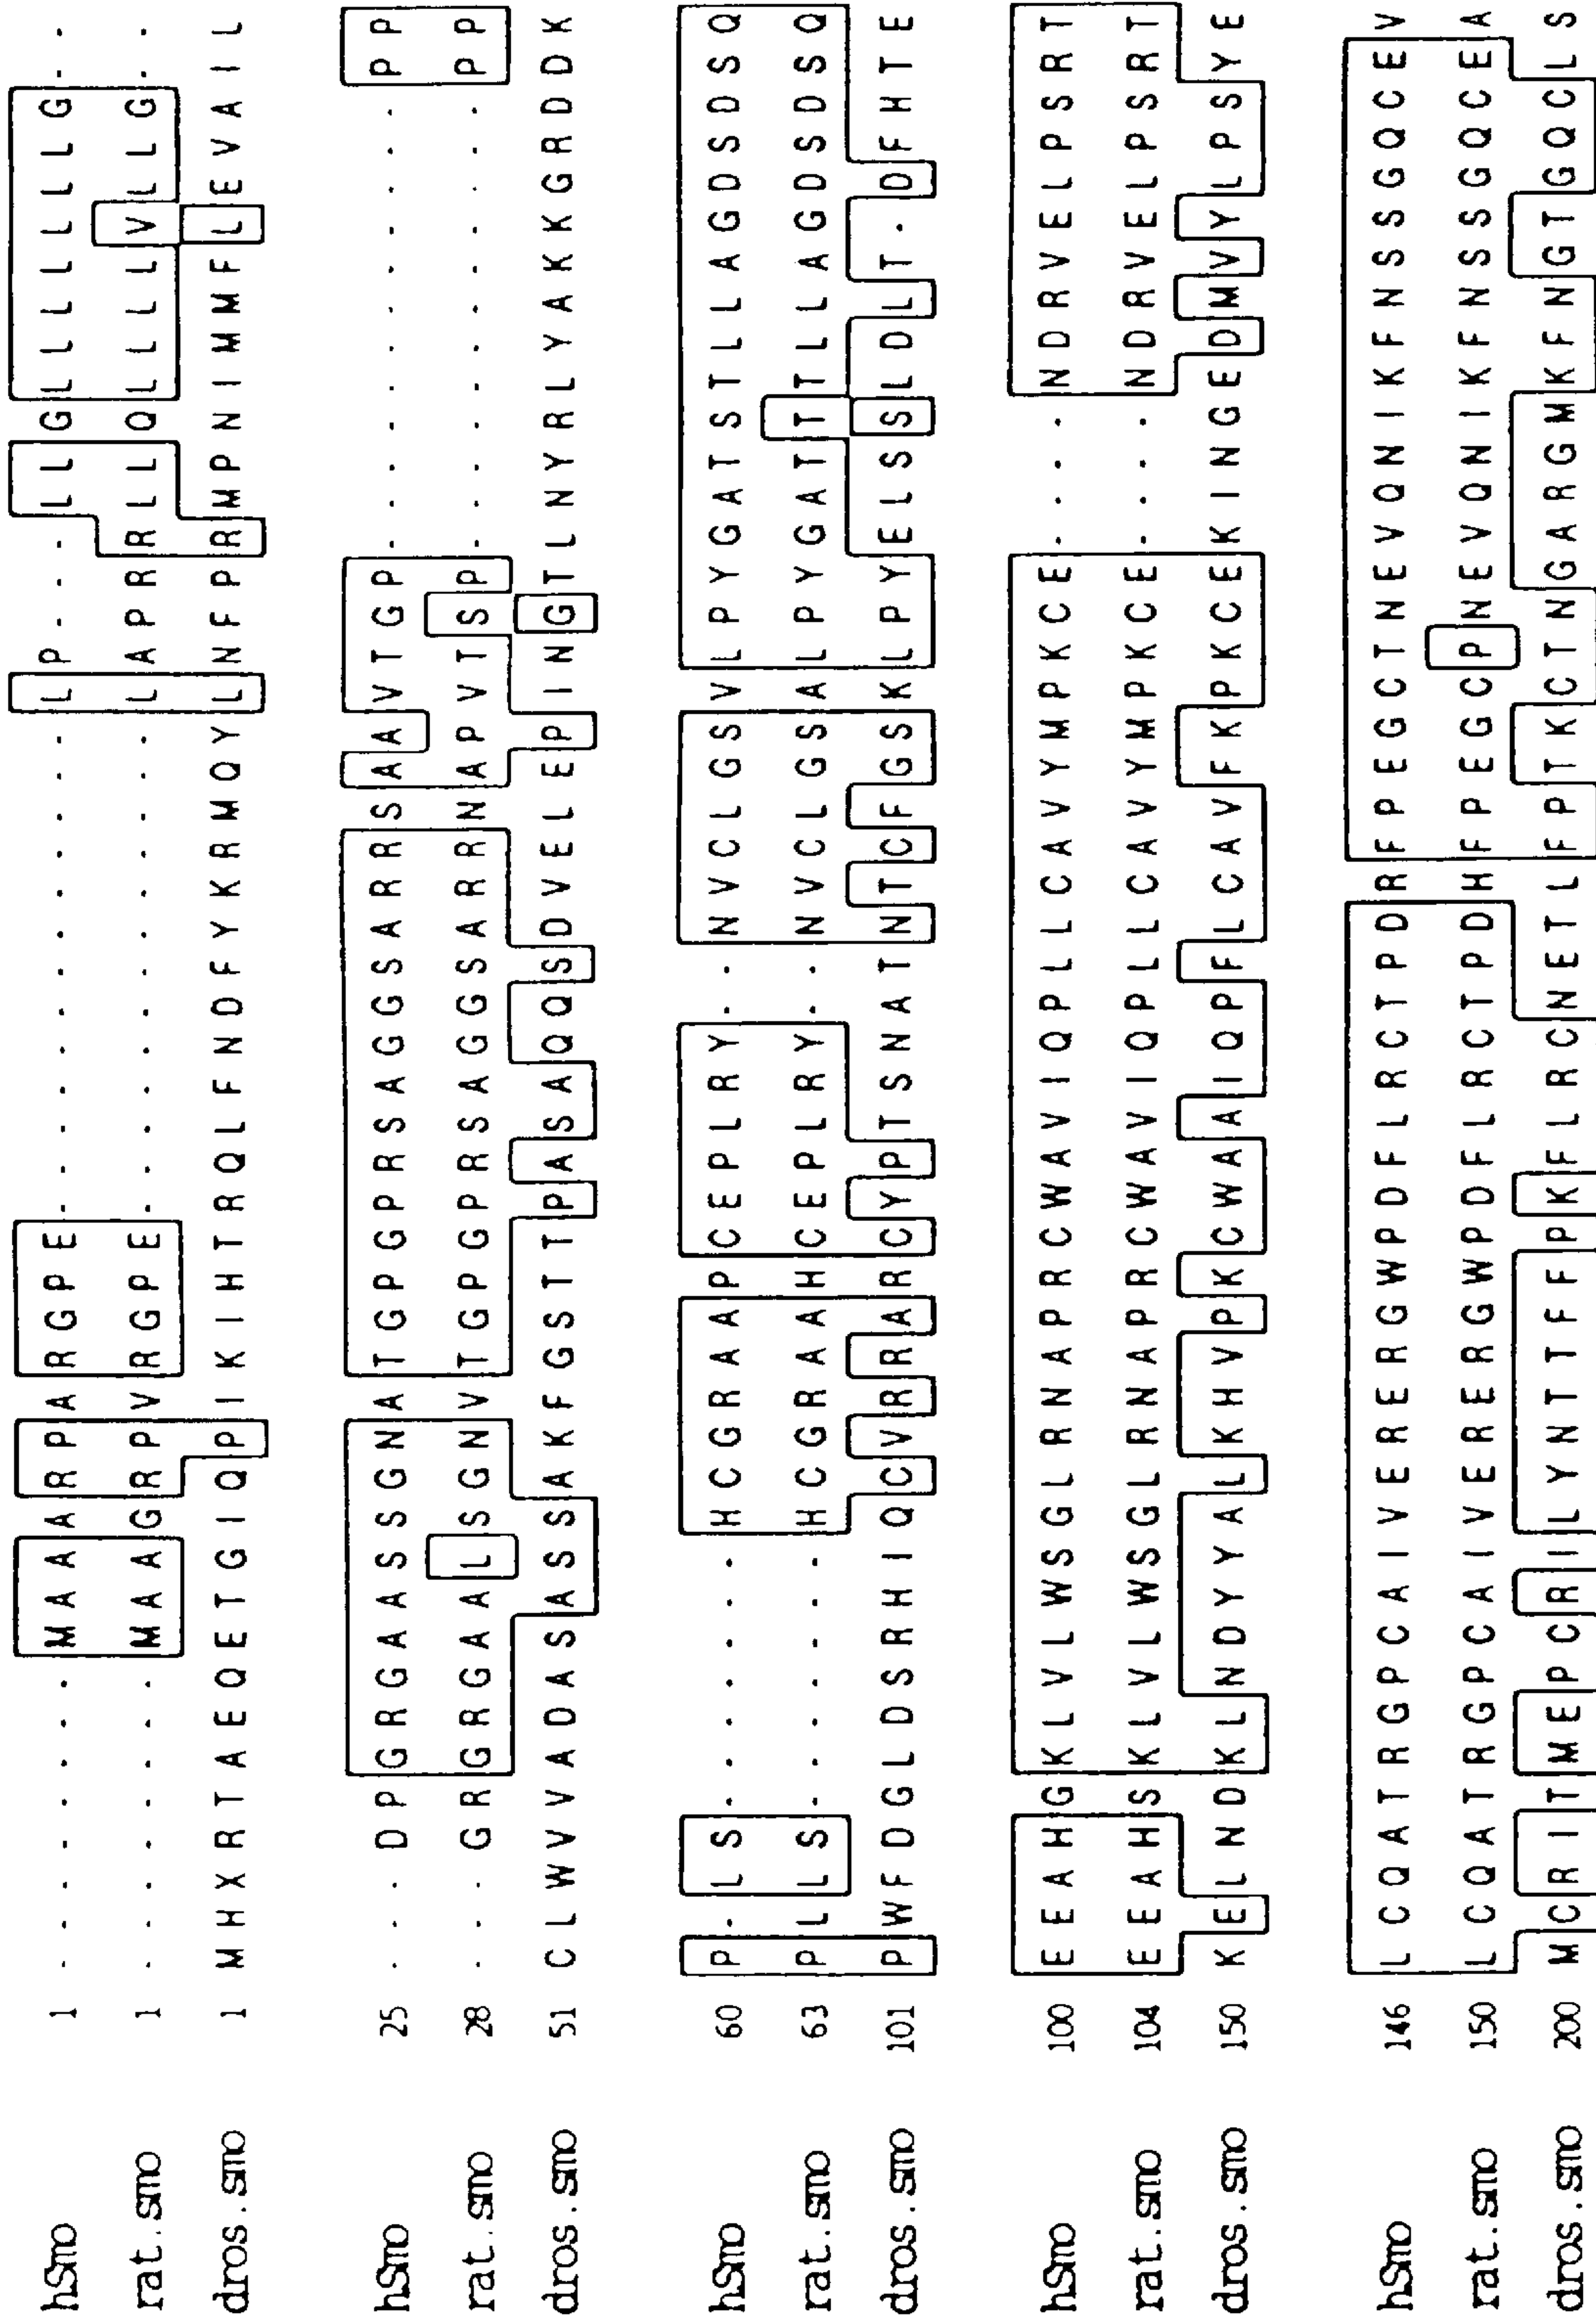 hSmo 1 . . . . . . . . M A A A R P A R G P E . . . . . . . . . . . . . L P . . . L L G L L L L L L L G . .
rat.smo 1 . . . . . . . . M A A G R P V R G P E . . . . . . . . . . . . . L A P R R L L Q L L L L V L L G . .
dros.smo 1 M H X R T A E Q E T G I Q P I K I H T R Q L F N D F Y K R M Q Y L N F P R M P N I M M F L E V A I L
hSmo 25 . . . D P G R G A A S S G N A T G P G P R S A G G S A R R S A A V T G P . . . . . . . . . . . . P P
rat.smo 28 . . . G R G R G A A L S G N V T G P G P R S A G G S A R R N A P V T S P . . . . . . . . . . . . P P
dros.smo 51 C L W V V A D A S A S S A K F G S T T P A S A Q Q S D V E L E P I N G T L N Y R L Y A K K G R D D K
hSmo 60 P . L S . . . . . . . H C G R A A P C E P L R Y . . N V C L G S V L P Y G A T S T L L A G D S D S Q
rat.smo 63 P L L S . . . . . . . H C G R A A H C E P L R Y . . N V C L G S A L P Y G A T T T L L A G D S D S Q
dros.smo 101 P W F D G L D S R H I Q C V R R A R C Y P T S N A T N T C F G S K L P Y E L S S L D L T . D F H T E
hSmo 100 E E A H G K L V L W S G L R N A P R C W A V I Q P L L C A V Y M P K C E . . . . N D R V E L P S R T
rat.smo 104 E E A H S K L V L W S G L R N A P R C W A V I Q P L L C A V Y M P K C E . . . . N D R V E L P S R T
dros.smo 150 K E L N D K L N D Y Y A L K H V P K C W A A I Q P F L C A V F K P K C E K I N G E D M V Y L P S Y E
hSmo 146 L C Q A T R G P C A I V E R E R G W P D F L R C T P D R F P E G C T N E V Q N I K F N S S G Q C E V
rat.smo 150 L C Q A T R G P C A I V E R E R G W P D F L R C T P D H F P E G C P N E V Q N I K F N S S G Q C E A
dros.smo 200 M C R I T M E P C R I L Y N T T F F P K F L R C N E T L F P T K C T N G A R G M K F N G T G Q C L S